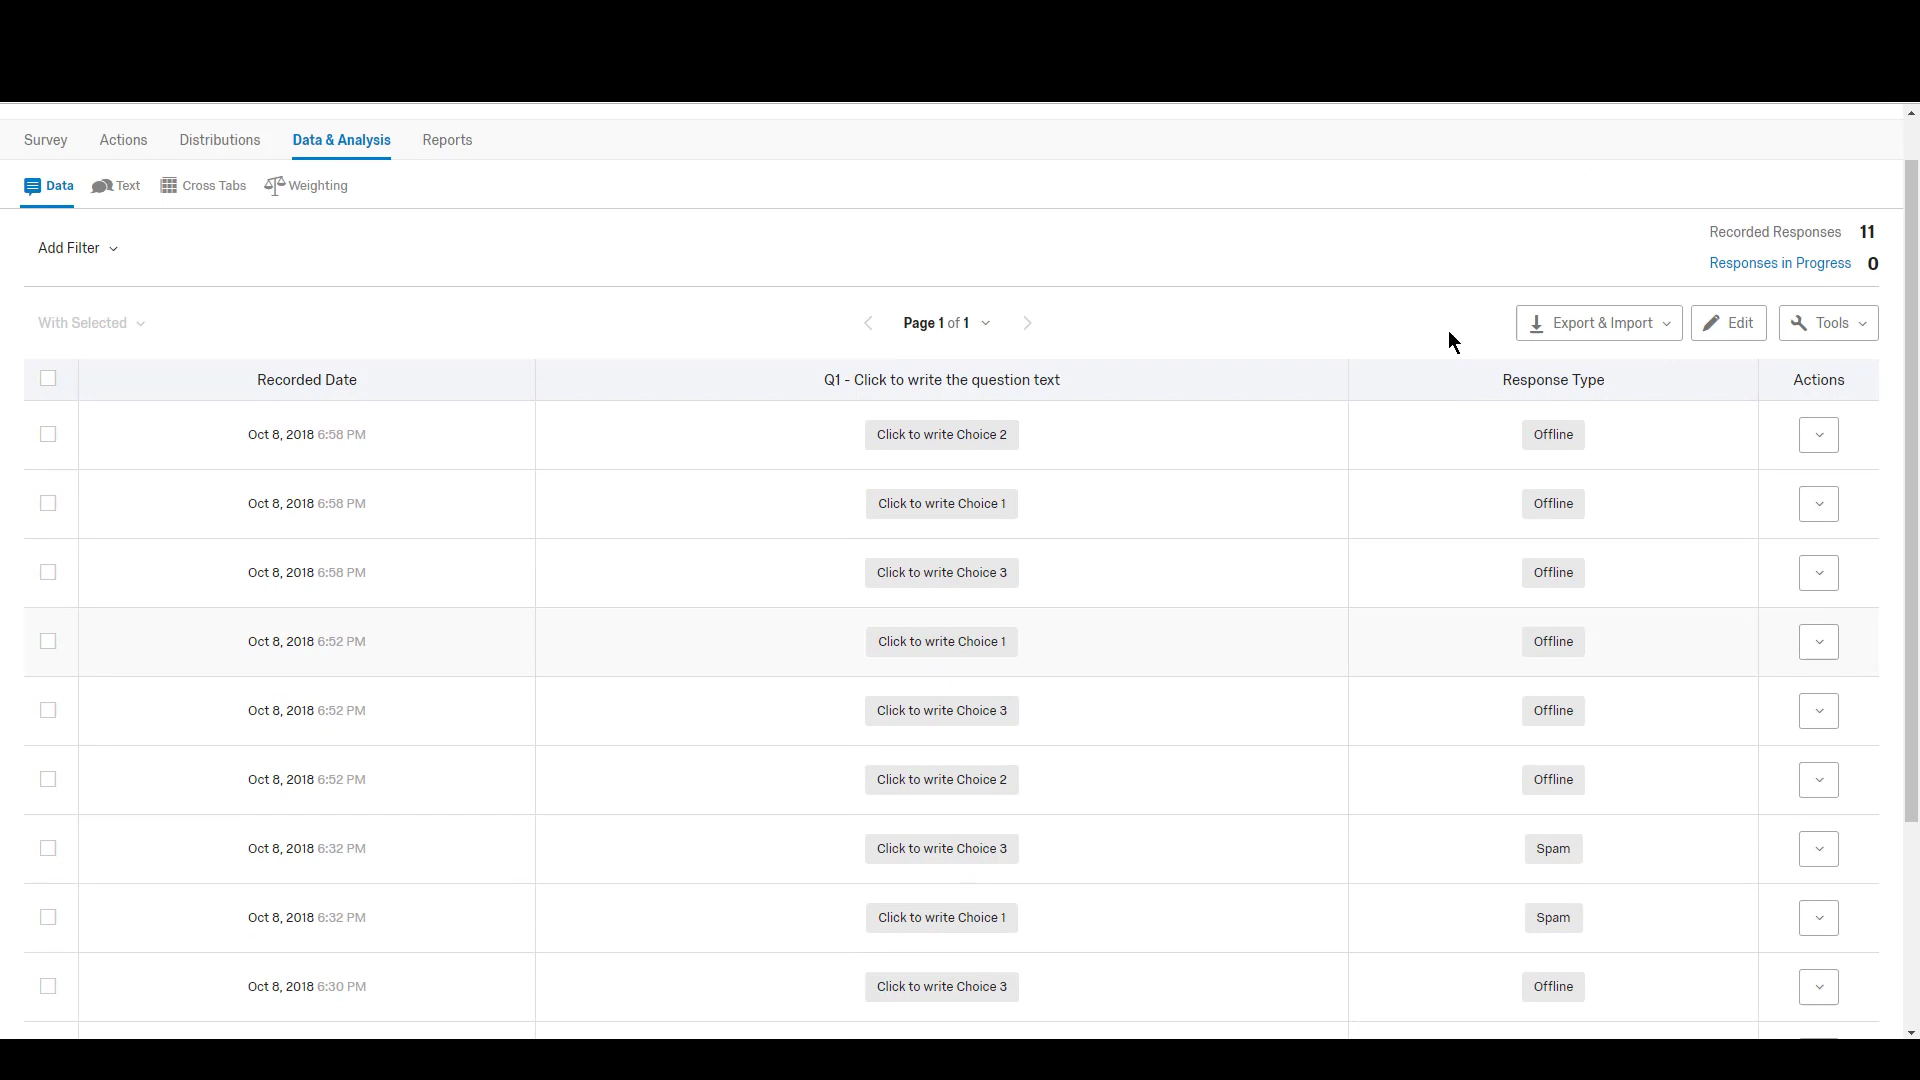 Survey Actions Distributions Data & Analysis Reports
Data Text Cross Tabs Weighting
Add Filter
Recorded Responses 11
Responses in Progress 0
With Selected Page 1 of 1 Export & Import Edit Tools
Recorded Date Q1 - Click to write the question text Response Type Actions
Oct 8, 2018 6:58 PM Click to write Choice 2 Offline
Oct 8, 2018 6:58 PM Click to write Choice 1 Offline
Oct 8, 2018 6:58 PM Click to write Choice 3 Offline
Oct 8, 2018 6:52 PM Click to write Choice 1 Offline
Oct 8, 2018 6:52 PM Click to write Choice 3 Offline
Oct 8, 2018 6:52 PM Click to write Choice 2 Offline
Oct 8, 2018 6:32 PM Click to write Choice 3 Spam
Oct 8, 2018 6:32 PM Click to write Choice 1 Spam
Oct 8, 2018 6:30 PM Click to write Choice 3 Offline